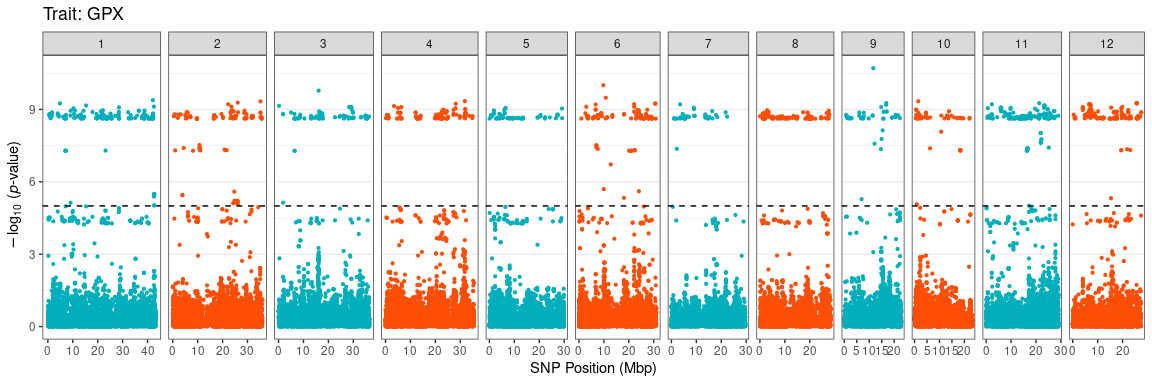 Trait: GPX
1 2 3 4 5 6 7 8 9 10 11 12
−log10 (p-value)
9
6
3
0
0 10 20 30 40 0 10 20 30 0 10 20 30 0 10 20 30 0 10 20 30 0 10 20 30 0 10 20 30 0 10 20 0 5 10 15 20 0 5 10 15 20 0 10 20 30 0 10 20
SNP Position (Mbp)